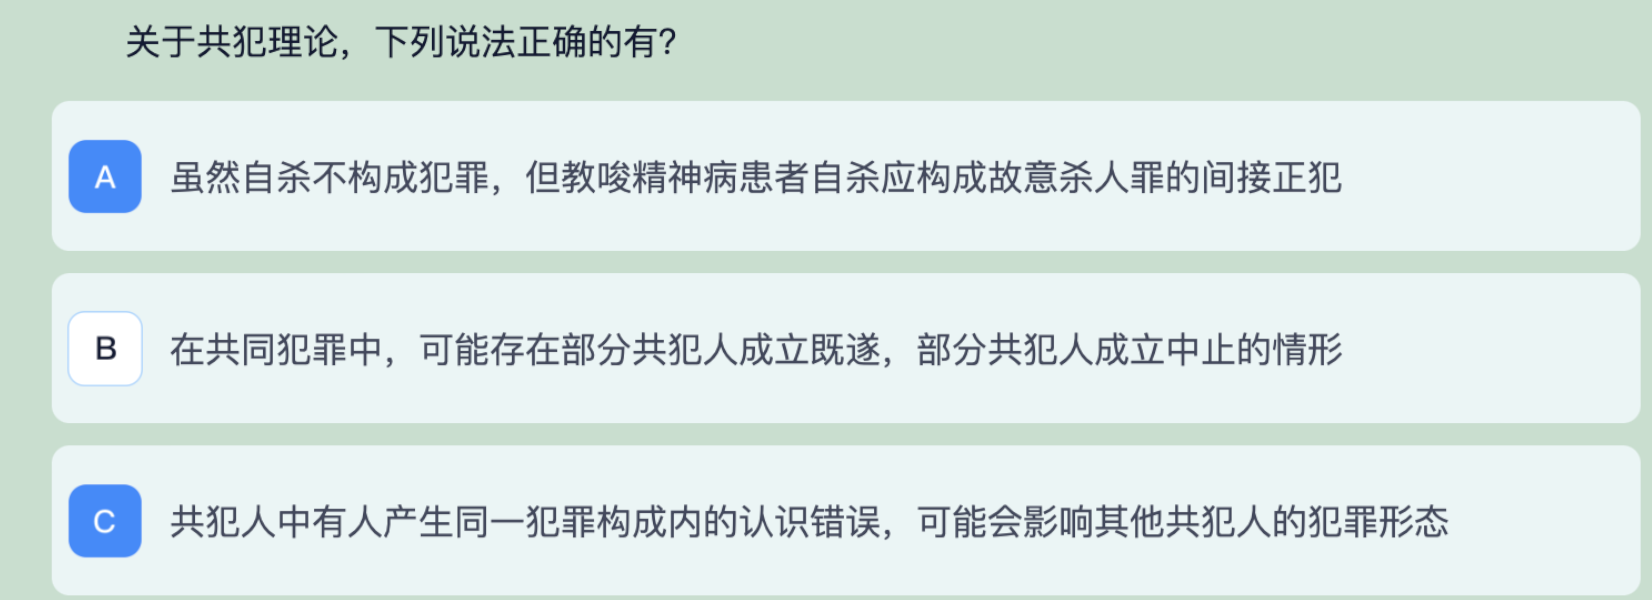 关于共犯理论，下列说法正确的有?
A 虽然自杀不构成犯罪，但教唆精神病患者自杀应构成故意杀人罪的间接正犯
B 在共同犯罪中，可能存在部分共犯人成立既遂，部分共犯人成立中止的情形
C 共犯人中有人产生同一犯罪构成内的认识错误，可能会影响其他共犯人的犯罪形态